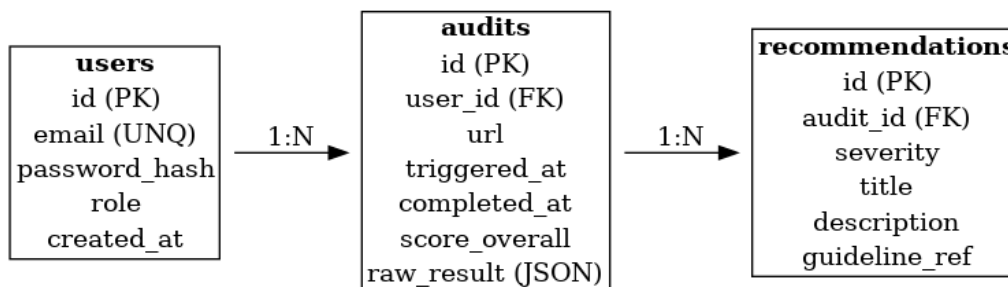 users
id (PK)
email (UNQ)
password_hash
role
created_at
1:N
audits
id (PK)
user_id (FK)
url
triggered_at
completed_at
score_overall
raw_result (JSON)
1:N
recommendations
id (PK)
audit_id (FK)
severity
title
description
guideline_ref